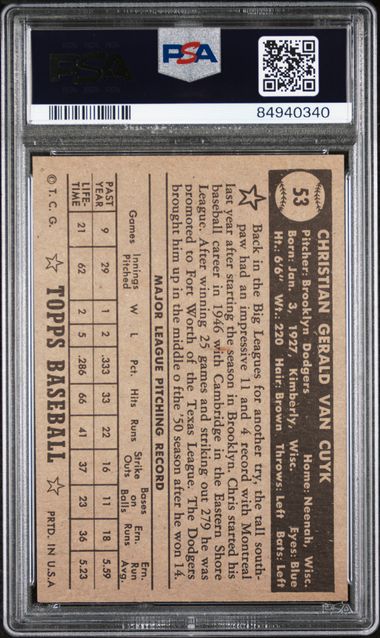 PSA
PSA
84940340
53
CHRISTIAN GERALD VAN CUYK
Pitcher: Brooklyn Dodgers Home: Neenah, Wisc.
Born: Jan. 3, 1927, Kimberly, Wisc. Eyes: Blue
Ht.: 6'6" Wt.: 220 Hair: Brown Throws: Left Bats: Left
Back in the Big Leagues for another try, the tall south-
paw had an impressive 11 and 4 record with Montreal
last year after starting the season in Brooklyn. Chris started his
baseball career in 1946 with Cambridge in the Eastern Shore
League. After winning 25 games and striking out 279 he was
promoted to Fort Worth of the Texas League. The Dodgers
brought him up in the middle o fthe '50 season after he won 14.
MAJOR LEAGUE PITCHING RECORD
Games Innings Pitched W L Pct. Hits Runs Strike Outs Bases on Balls Ern. Runs Ern. Run Avg.
PAST YEAR 9 29 1 2 .333 33 22 16 11 18 5.59
LIFE-TIME 21 62 2 5 .286 66 41 37 23 36 5.23
© T.C.G. TOPPS BASEBALL PRTD. IN U.S.A